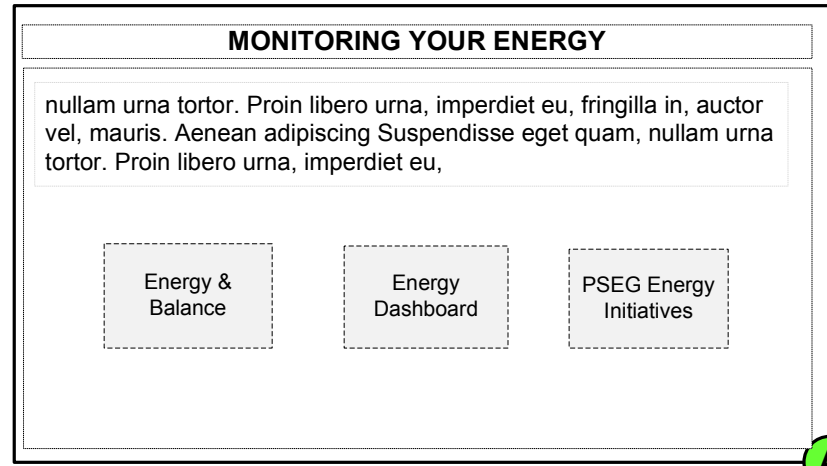 MONITORING YOUR ENERGY
nullam urna tortor. Proin libero urna, imperdiet eu, fringilla in, auctor
vel, mauris. Aenean adipiscing Suspendisse eget quam, nullam urna
tortor. Proin libero urna, imperdiet eu,
Energy &
Balance
Energy
Dashboard
PSEG Energy
Initiatives